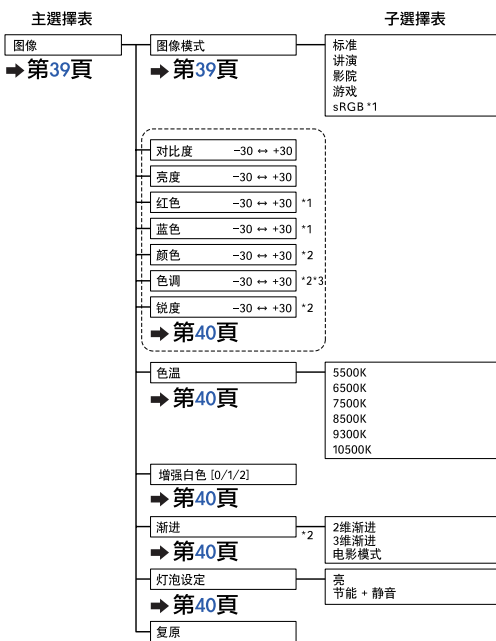 主選擇表
子選擇表
图像
➡ 第39頁
图像模式
➡ 第39頁
标准
讲演
影院
游戏
sRGB *1
对比度 −30 ↔ +30
亮度 −30 ↔ +30
红色 −30 ↔ +30 *1
蓝色 −30 ↔ +30 *1
颜色 −30 ↔ +30 *2
色调 −30 ↔ +30 *2*3
锐度 −30 ↔ +30 *2
➡ 第40頁
色温
➡ 第40頁
5500K
6500K
7500K
8500K
9300K
10500K
增强白色 [0/1/2]
➡ 第40頁
渐进 *2
➡ 第40頁
2维渐进
3维渐进
电影模式
灯泡设定
➡ 第40頁
亮
节能 + 静音
复原